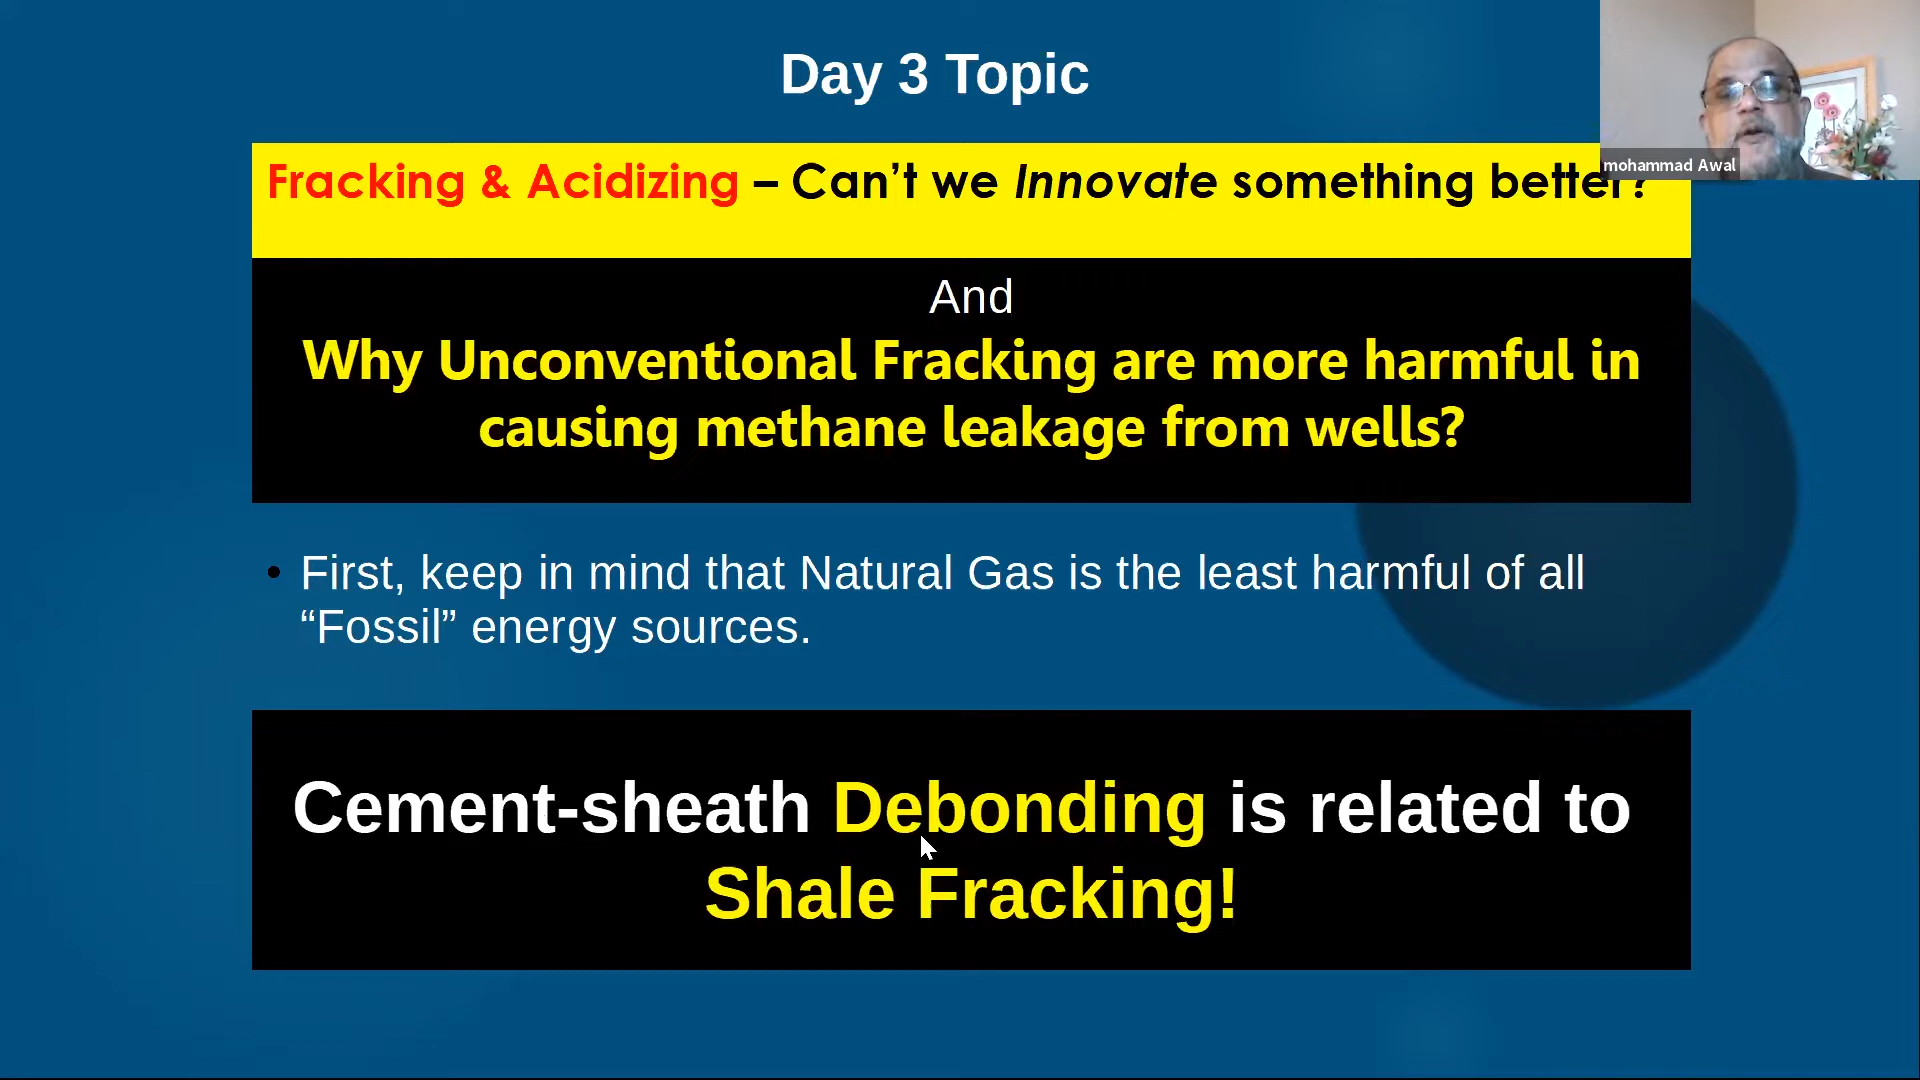 Day 3 Topic
mohammad Awal
Fracking & Acidizing – Can’t we Innovate something better?
And
Why Unconventional Fracking are more harmful in
causing methane leakage from wells?
• First, keep in mind that Natural Gas is the least harmful of all
“Fossil” energy sources.
Cement-sheath Debonding is related to
Shale Fracking!